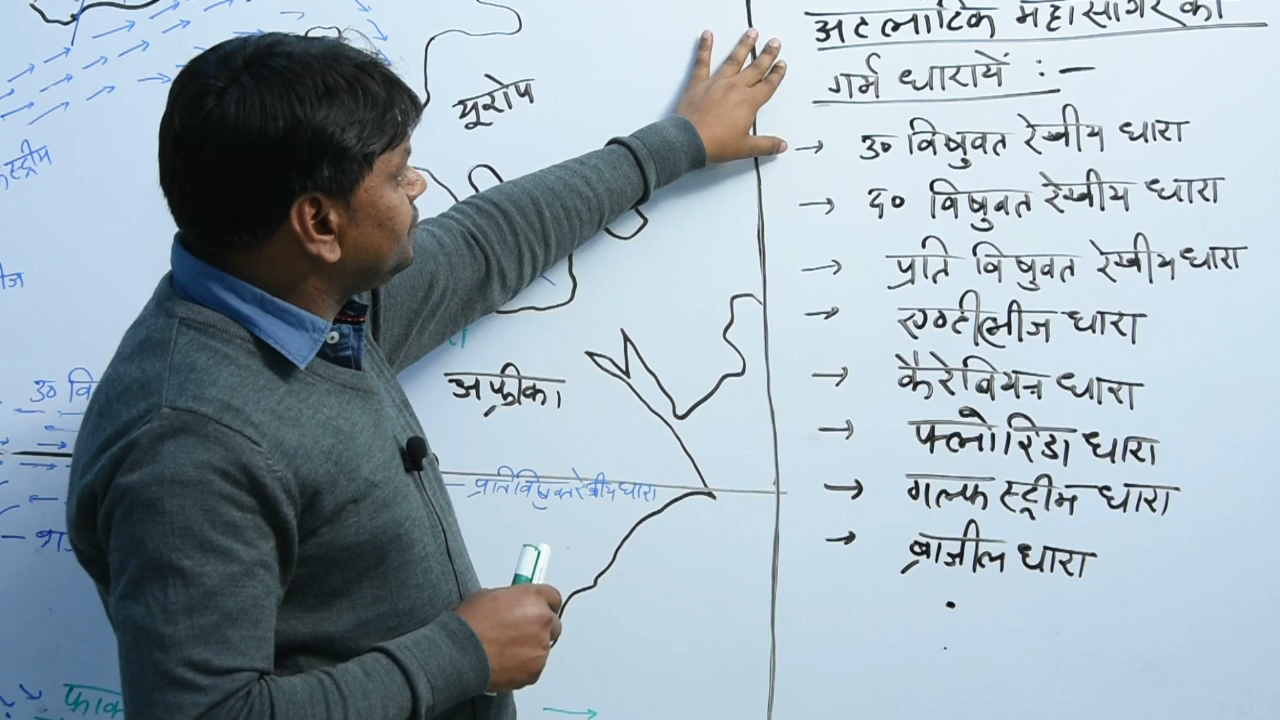 अटलांटिक महासागर की
गर्म धारायें :-
→ उ० विषुवत रेखीय धारा
→ द० विषुवत रेखीय धारा
→ प्रति विषुवत रेखीय धारा
→ एण्टीलीज धारा
→ कैरेवियन धारा
→ फ्लोरिडा धारा
→ गल्फ स्ट्रीम धारा
→ ब्राजील धारा
यूरोप
स्ट्रीम
अफ्रीका
उ० वि
प्रति विषुवत रेखीय धारा